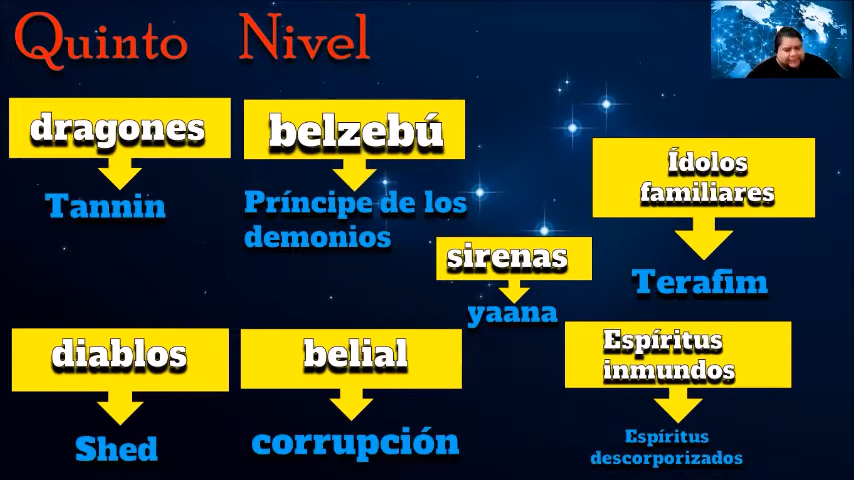 Quinto Nivel
dragones
Tannin
belzebú
Príncipe de los
demonios
Ídolos
familiares
Terafim
sirenas
yaana
diablos
Shed
belial
corrupción
Espíritus
inmundos
Espíritus
descorporizados